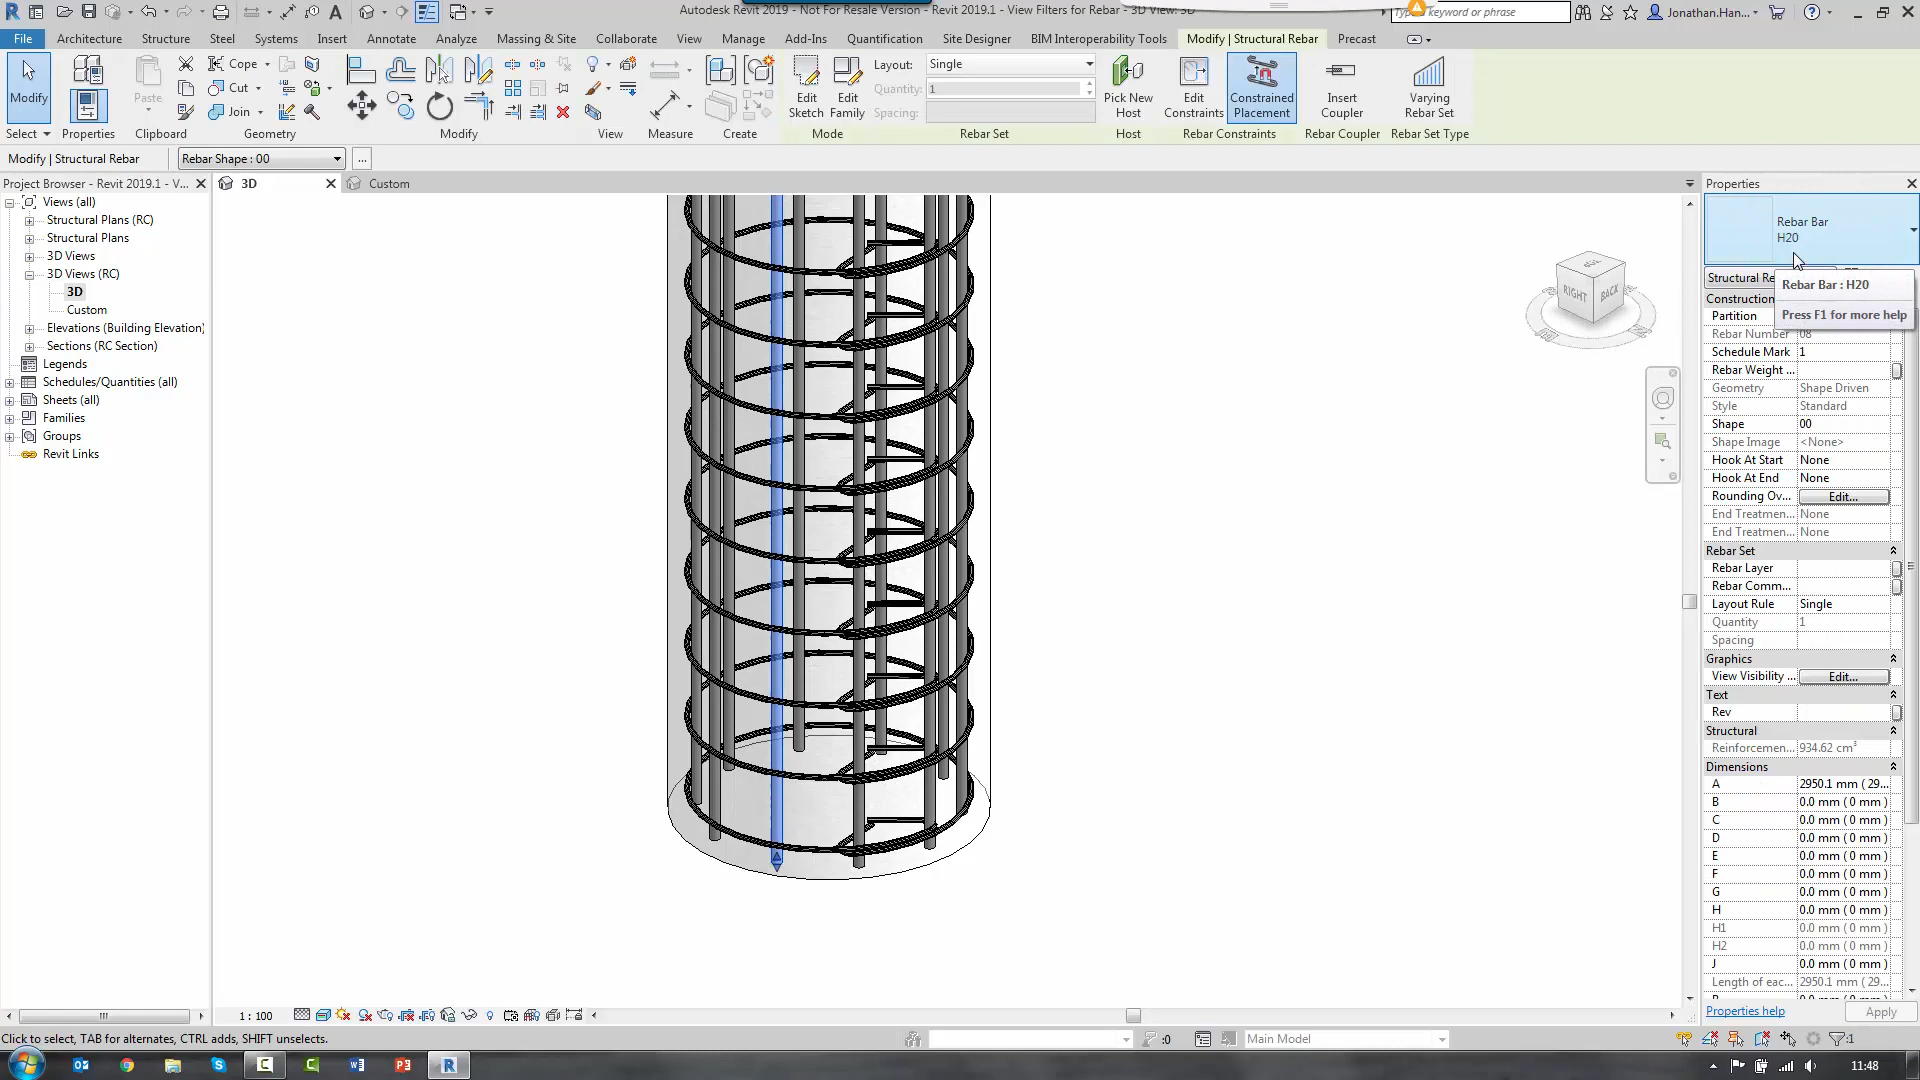 Autodesk Revit 2019 - Not For Resale Version - Revit 2019.1 - View Filters for Rebar - 3D View: 3D
Type a keyword or phrase
Jonathan.Han...
File Architecture Structure Steel Systems Insert Annotate Analyze Massing & Site Collaborate View Manage Add-Ins Quantification Site Designer BIM Interoperability Tools Modify | Structural Rebar Precast
Modify
Paste
Cope
Cut
Join
Layout: Single
Quantity: 1
Spacing:
Edit Sketch
Edit Family
Pick New Host
Edit Constraints
Constrained Placement
Insert Coupler
Varying Rebar Set
Select Properties Clipboard Geometry Modify View Measure Create Mode Rebar Set Host Rebar Constraints Rebar Coupler Rebar Set Type
Modify | Structural Rebar
Rebar Shape : 00
...
Project Browser - Revit 2019.1 - V...
3D
Custom
Views (all)
Structural Plans (RC)
Structural Plans
3D Views
3D Views (RC)
3D
Custom
Elevations (Building Elevation)
Sections (RC Section)
Legends
Schedules/Quantities (all)
Sheets (all)
Families
Groups
Revit Links
TOP
RIGHT
BACK
Properties
Rebar Bar
H20
Structural Re
Rebar Bar : H20
Press F1 for more help
Construction
Partition
Rebar Number 08
Schedule Mark 1
Rebar Weight ...
Geometry Shape Driven
Style Standard
Shape 00
Shape Image <None>
Hook At Start None
Hook At End None
Rounding Ov... Edit...
End Treatmen... None
End Treatmen... None
Rebar Set
Rebar Layer
Rebar Comm...
Layout Rule Single
Quantity 1
Spacing
Graphics
View Visibility ... Edit...
Text
Rev
Structural
Reinforcemen... 934.62 cm³
Dimensions
A 2950.1 mm ( 29...
B 0.0 mm ( 0 mm )
C 0.0 mm ( 0 mm )
D 0.0 mm ( 0 mm )
E 0.0 mm ( 0 mm )
F 0.0 mm ( 0 mm )
G 0.0 mm ( 0 mm )
H 0.0 mm ( 0 mm )
H1 0.0 mm ( 0 mm )
H2 0.0 mm ( 0 mm )
J 0.0 mm ( 0 mm )
Length of eac... 2950.1 mm ( 29...
Properties help
Apply
1 : 100
Click to select, TAB for alternates, CTRL adds, SHIFT unselects.
:0
Main Model
:1
11:48